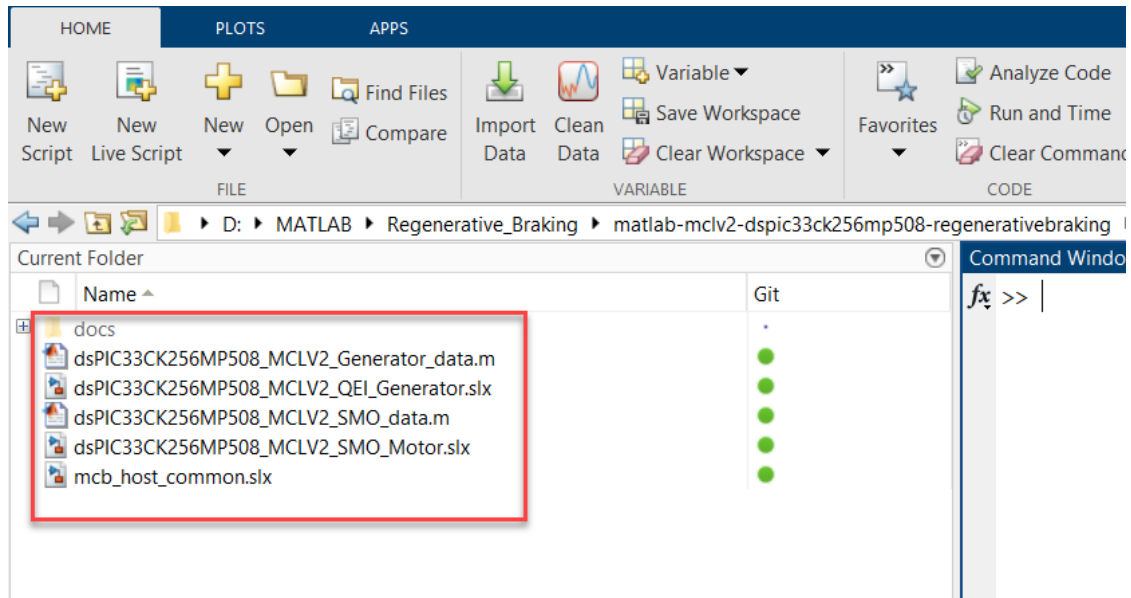 HOME PLOTS APPS
New Script
New Live Script
New
Open
Find Files
Compare
FILE
Import Data
Clean Data
Variable
Save Workspace
Clear Workspace
VARIABLE
Favorites
Analyze Code
Run and Time
Clear Command
CODE
D: MATLAB Regenerative_Braking matlab-mclv2-dspic33ck256mp508-regenerativebraking
Current Folder
Name Git
docs
dsPIC33CK256MP508_MCLV2_Generator_data.m
dsPIC33CK256MP508_MCLV2_QEI_Generator.slx
dsPIC33CK256MP508_MCLV2_SMO_data.m
dsPIC33CK256MP508_MCLV2_SMO_Motor.slx
mcb_host_common.slx
Command Windo
fx >>